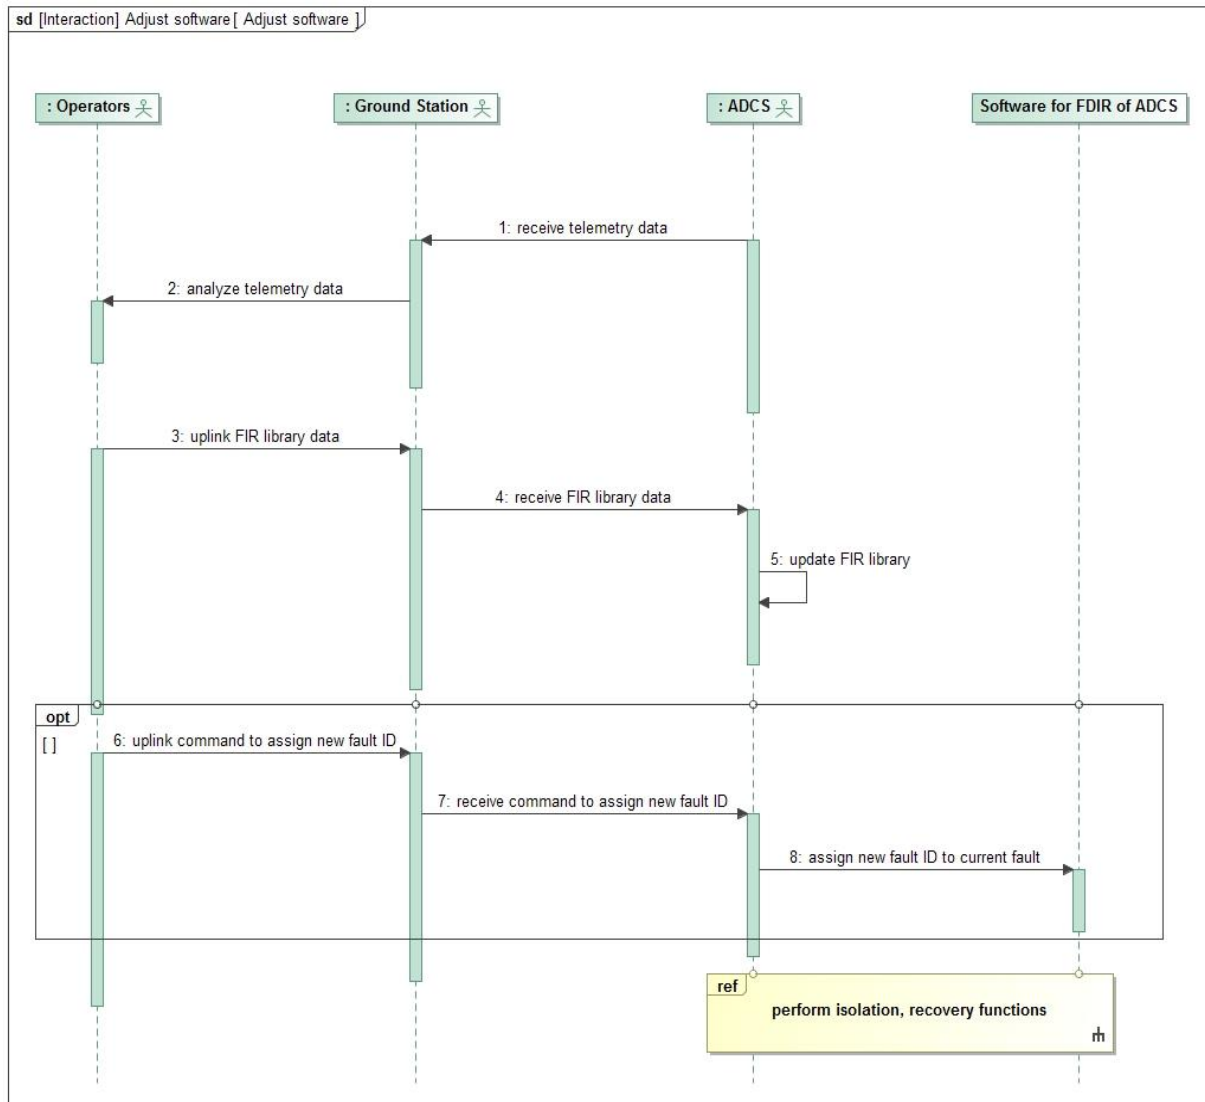 sd [Interaction] Adjust software [ Adjust software ]
: Operators
: Ground Station
: ADCS
Software for FDIR of ADCS
1: receive telemetry data
2: analyze telemetry data
3: uplink FIR library data
4: receive FIR library data
5: update FIR library
opt
[ ]
6: uplink command to assign new fault ID
7: receive command to assign new fault ID
8: assign new fault ID to current fault
ref
perform isolation, recovery functions